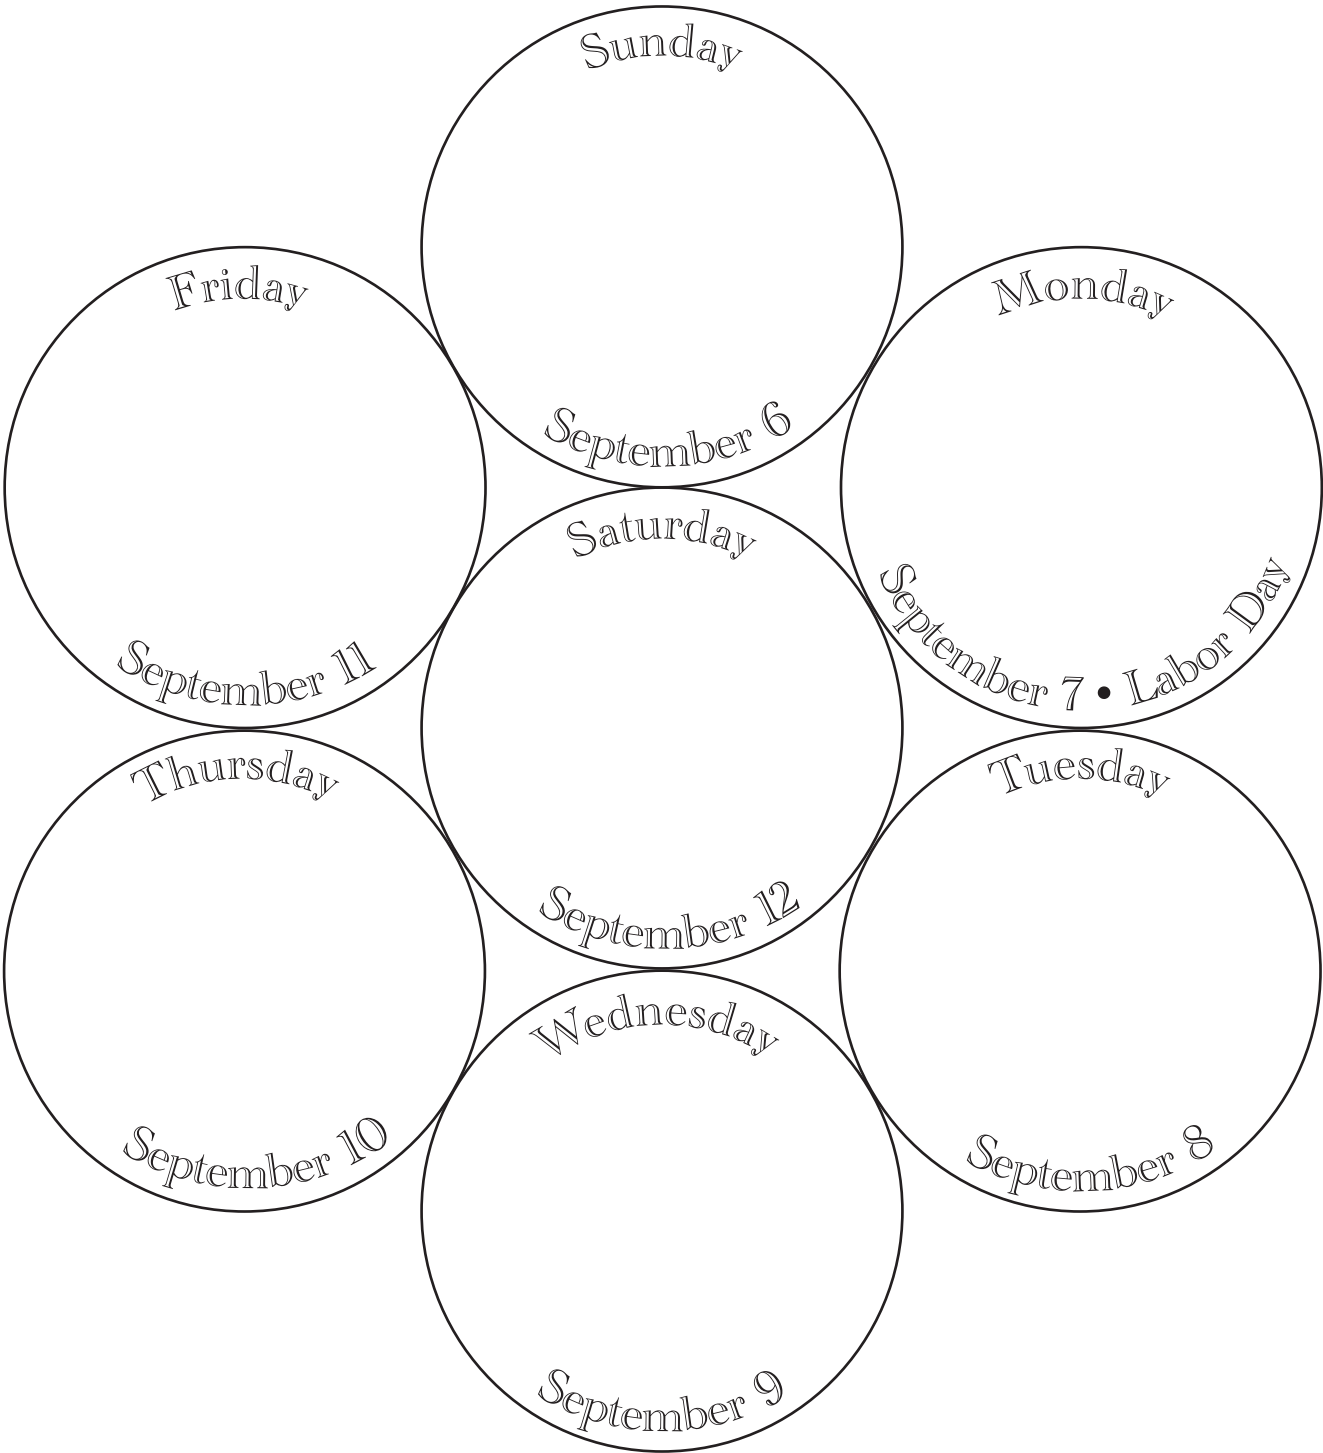 Sunday
September 6
Monday
September 7 • Labor Day
Tuesday
September 8
Wednesday
September 9
Thursday
September 10
Friday
September 11
Saturday
September 12